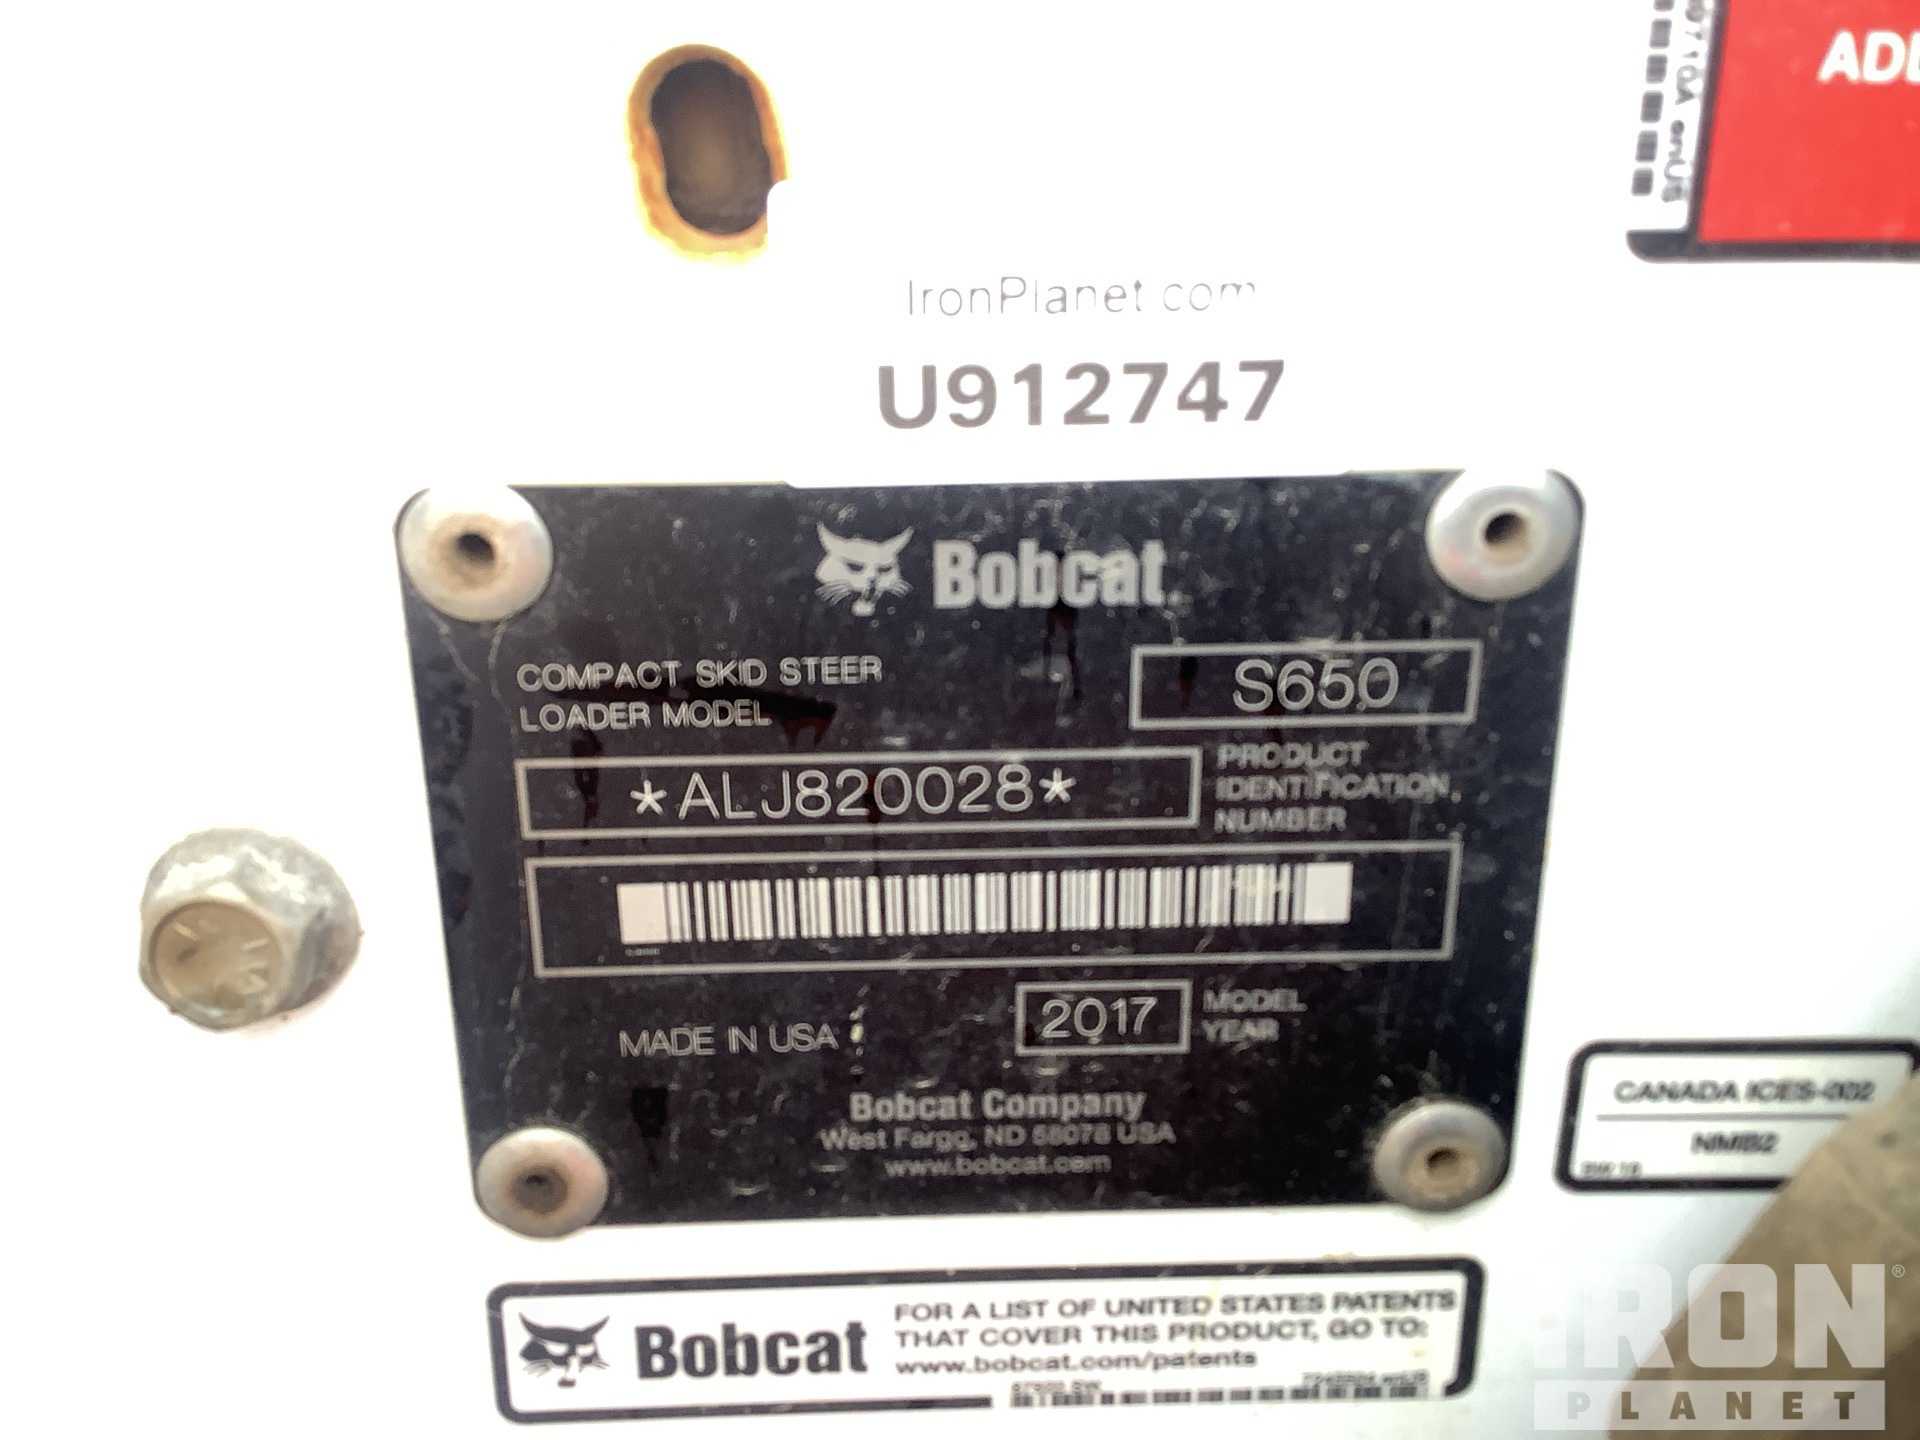 ADD
IronPlanet.com
U912747
Bobcat
COMPACT SKID STEER
LOADER MODEL
S650
*ALJ820028*
PRODUCT
IDENTIFICATION
NUMBER
MADE IN USA
2017
MODEL
YEAR
Bobcat Company
West Fargo, ND 58078 USA
www.bobcat.com
CANADA ICES-002
NMB2
Bobcat
FOR A LIST OF UNITED STATES PATENTS
THAT COVER THIS PRODUCT, GO TO:
www.bobcat.com/patents
IRON
PLANET